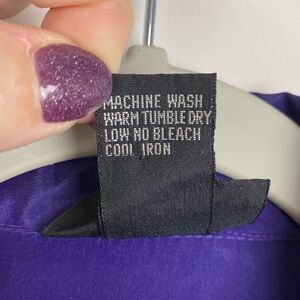 MACHINE WASH
WARM TUMBLE DRY
LOW NO BLEACH
COOL IRON